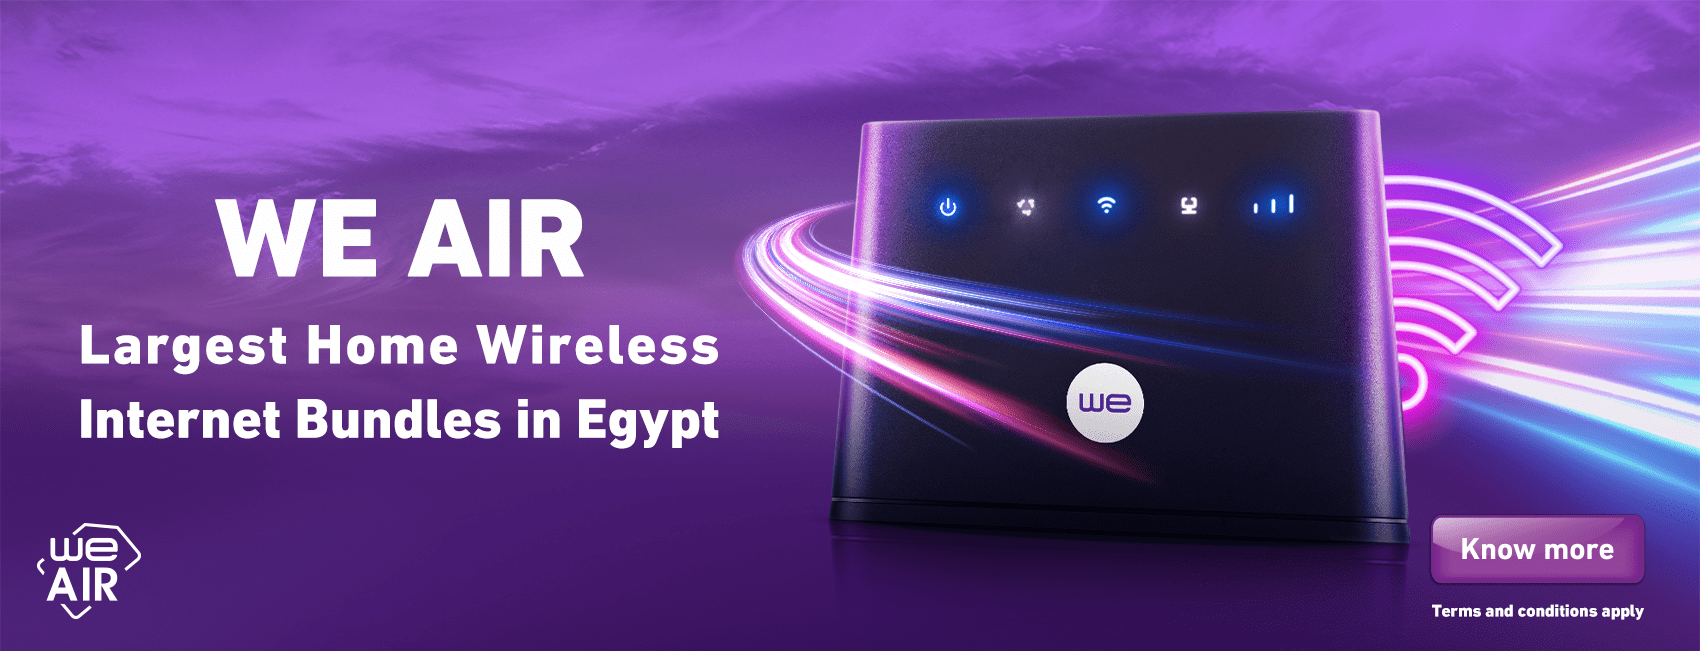 WE AIR
Largest Home Wireless
Internet Bundles in Egypt
we
we
AIR
Know more
Terms and conditions apply